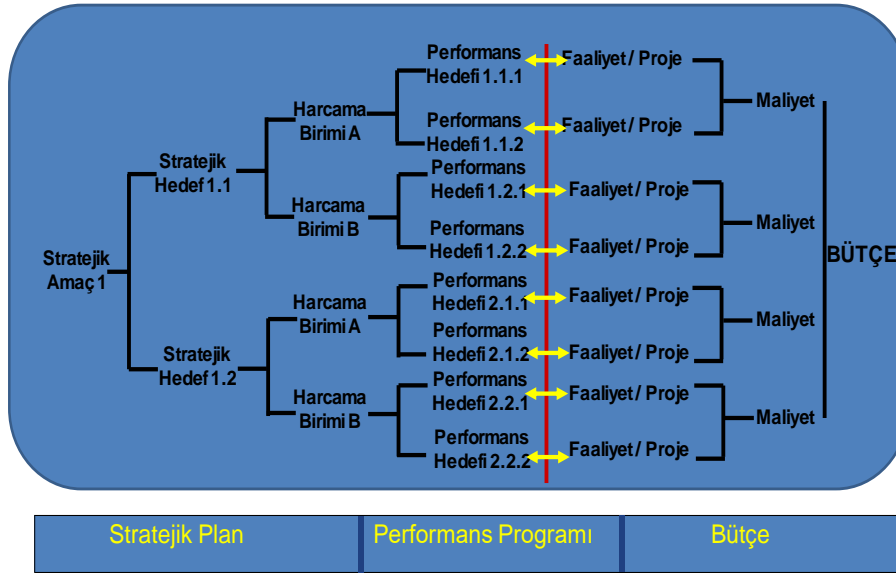 Stratejik
Amaç 1
Stratejik
Hedef 1.1
Stratejik
Hedef 1.2
Harcama
Birimi A
Harcama
Birimi B
Harcama
Birimi A
Harcama
Birimi B
Performans
Hedefi 1.1.1
Performans
Hedefi 1.1.2
Performans
Hedefi 1.2.1
Performans
Hedefi 1.2.2
Performans
Hedefi 2.1.1
Performans
Hedefi 2.1.2
Performans
Hedefi 2.2.1
Performans
Hedefi 2.2.2
Faaliyet / Proje
Faaliyet / Proje
Faaliyet / Proje
Faaliyet / Proje
Faaliyet / Proje
Faaliyet / Proje
Faaliyet / Proje
Faaliyet / Proje
Maliyet
Maliyet
Maliyet
Maliyet
BÜTÇE
Stratejik Plan
Performans Programı
Bütçe